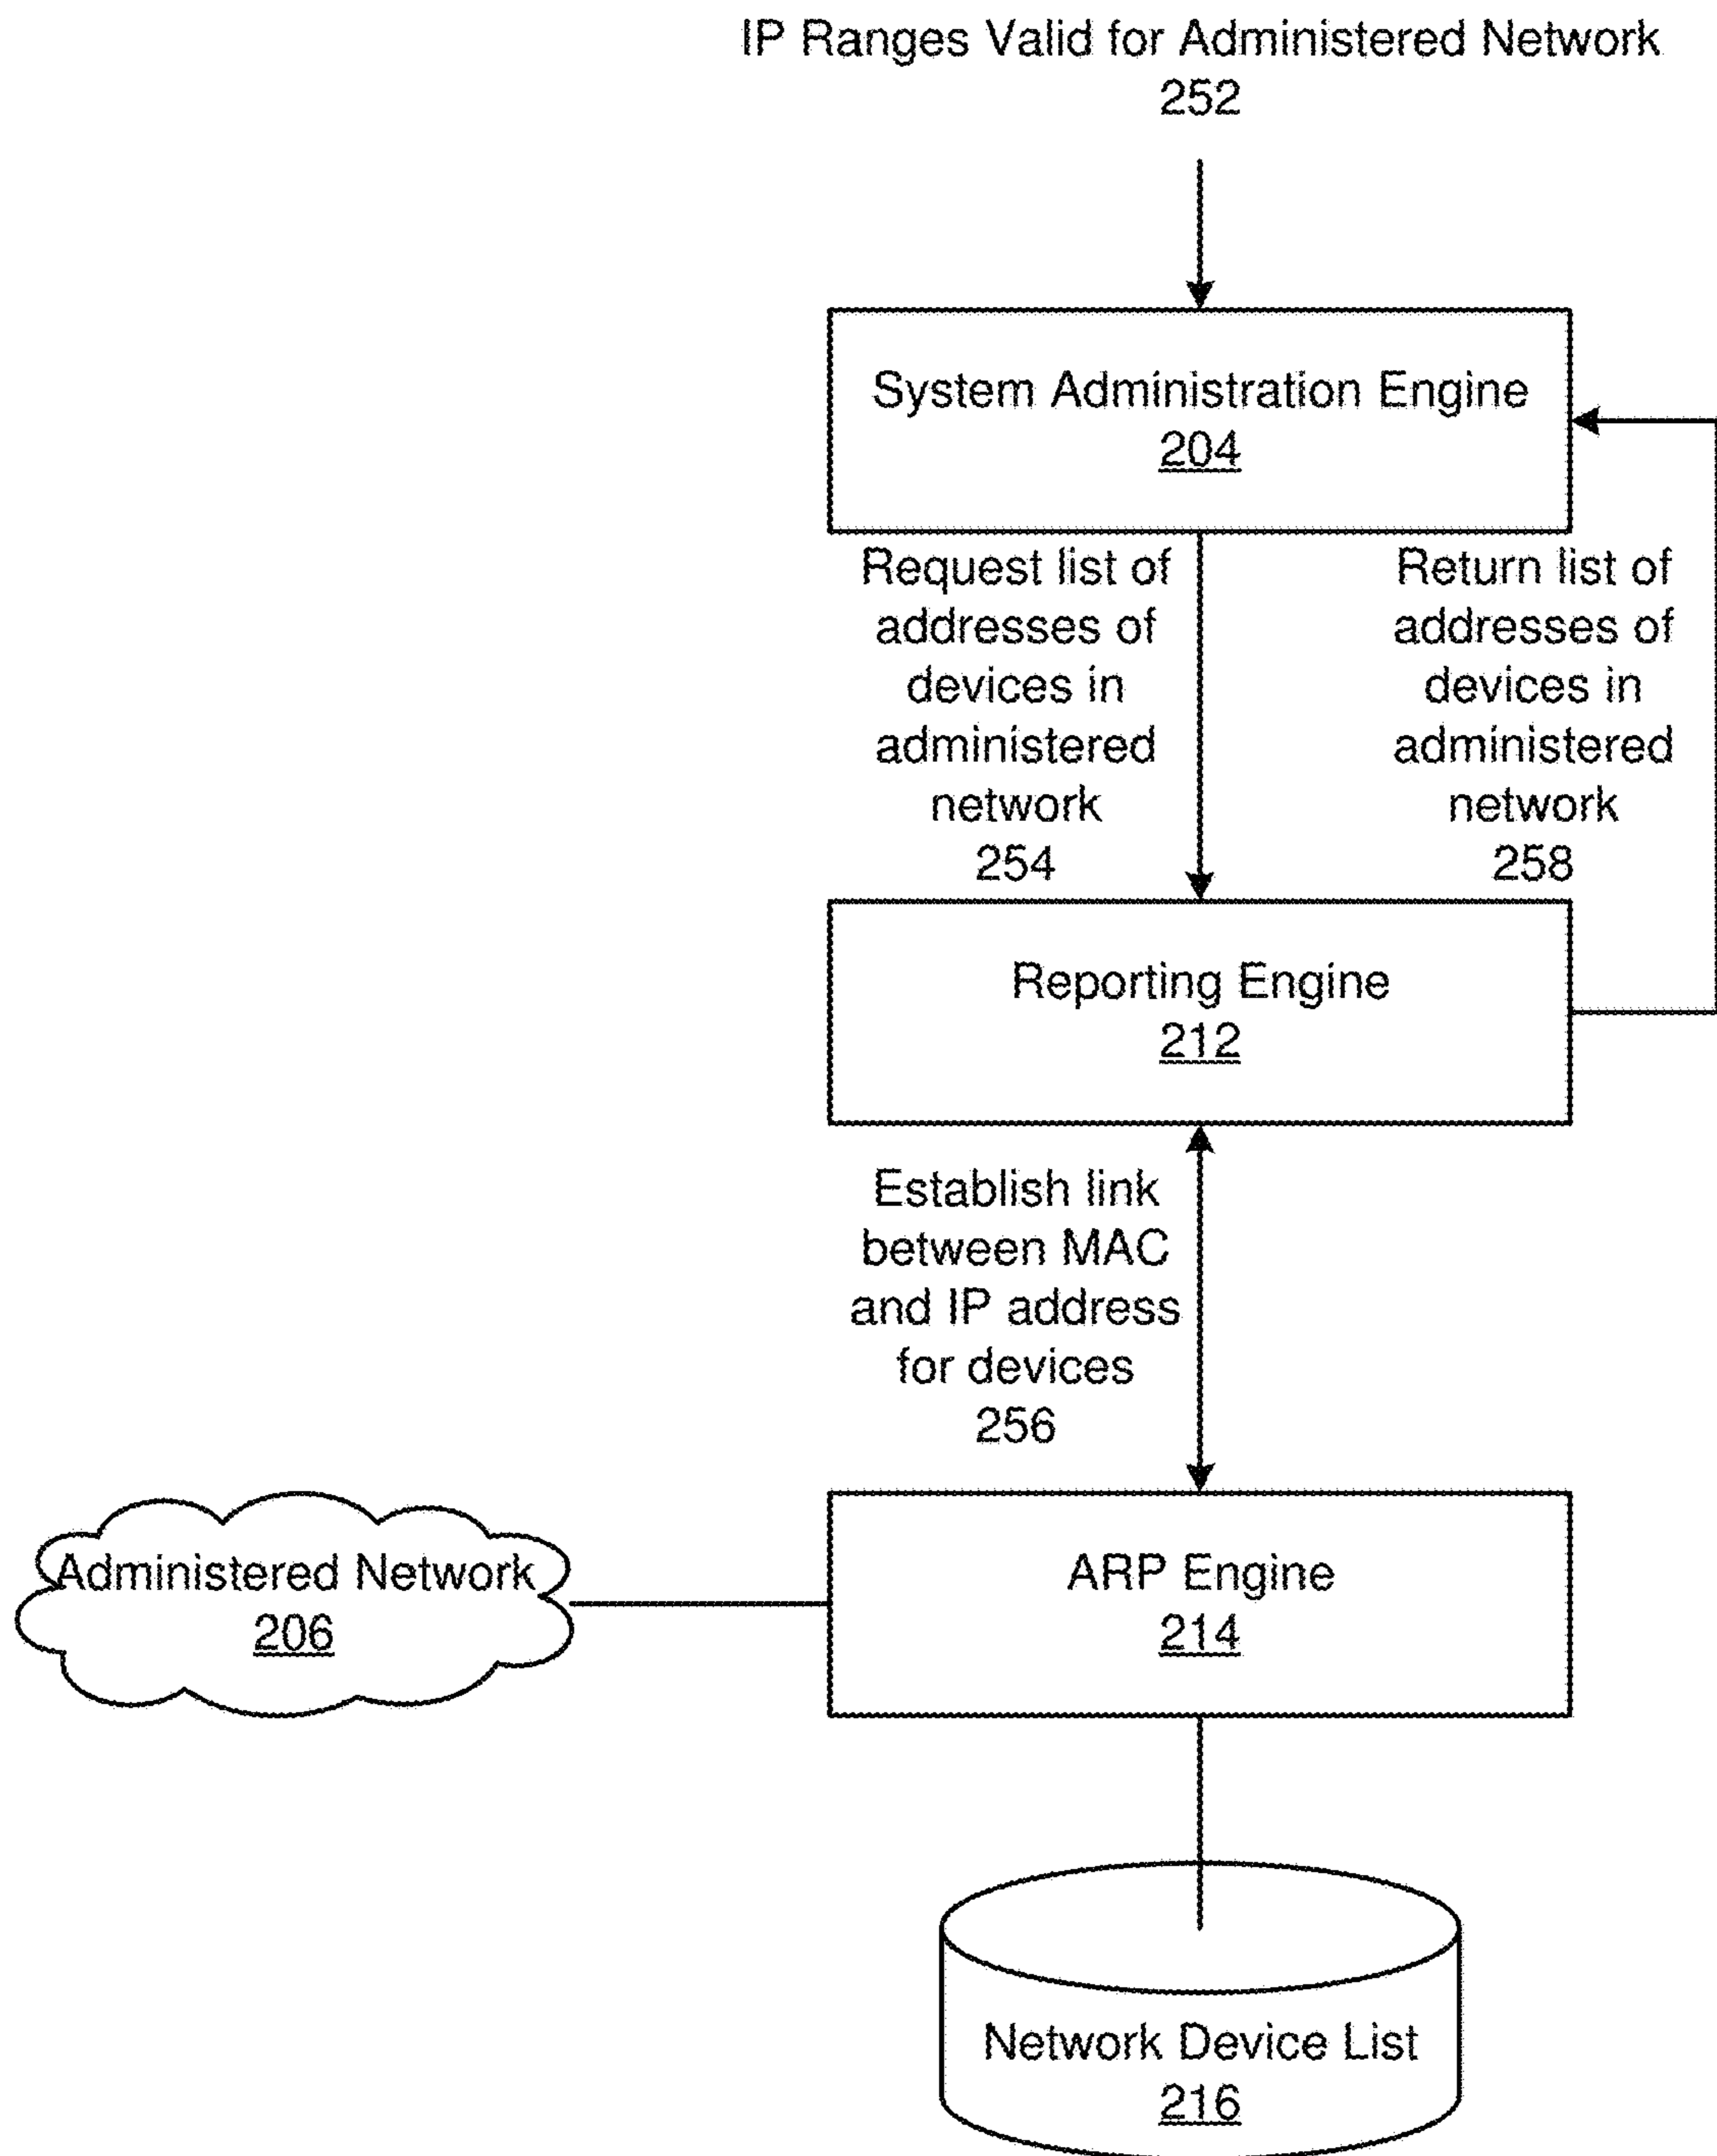 IP Ranges Valid for Administered Network
252
System Administration Engine
204
Request list of
addresses of
devices in
administered
network
254
Return list of
addresses of
devices in
administered
network
258
Reporting Engine
212
Establish link
between MAC
and IP address
for devices
256
Administered Network
206
ARP Engine
214
Network Device List
216